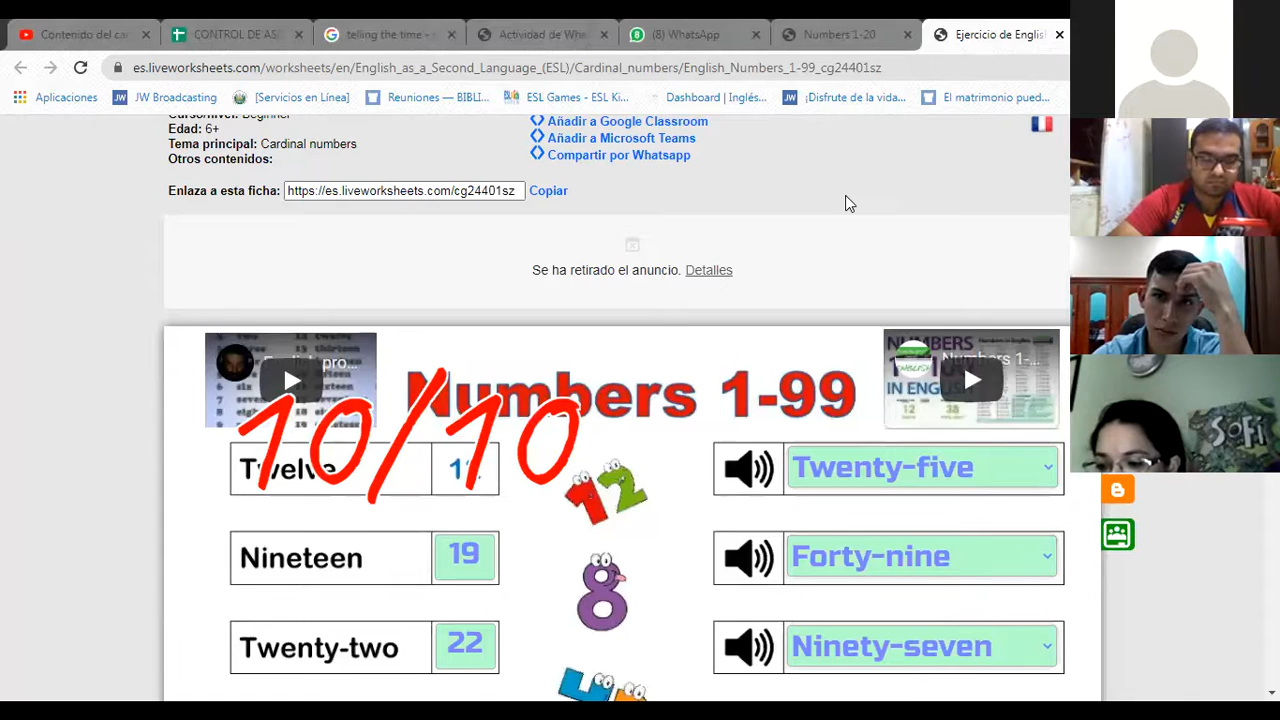 Contenido del ca
CONTROL DE AS
telling the time -
Actividad de Wha
(8) WhatsApp
Numbers 1-20
Ejercicio de Englis
es.liveworksheets.com/worksheets/en/English_as_a_Second_Language_(ESL)/Cardinal_numbers/English_Numbers_1-99_cg24401sz
Aplicaciones
JW Broadcasting
[Servicios en Línea]
Reuniones — BIBLI...
ESL Games - ESL Ki...
Dashboard | Inglés,...
¡Disfrute de la vida...
El matrimonio pued...
Curso/nivel: Beginner
Edad: 6+
Tema principal: Cardinal numbers
Otros contenidos:
Añadir a Google Classroom
Añadir a Microsoft Teams
Compartir por Whatsapp
Enlaza a esta ficha: https://es.liveworksheets.com/cg24401sz Copiar
Se ha retirado el anuncio. Detalles
Numbers 1-99
NUMBERS
IN ENGLISH
Numbers 1-...
10/10
Twelve
Twenty-five
Nineteen 19
Forty-nine
Twenty-two 22
Ninety-seven
SOFI